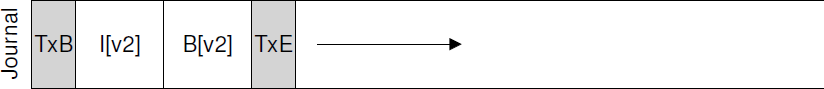 Journal
TxB I[v2] B[v2] TxE